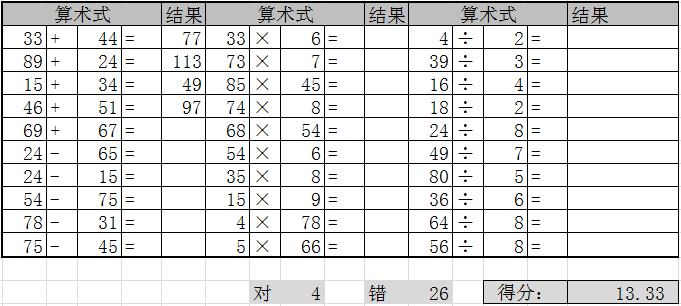 算术式 结果 算术式 结果 算术式 结果
33 + 44 = 77 33 × 6 = 4 ÷ 2 =
89 + 24 = 113 73 × 7 = 39 ÷ 3 =
15 + 34 = 49 85 × 45 = 16 ÷ 4 =
46 + 51 = 97 74 × 8 = 18 ÷ 2 =
69 + 67 = 68 × 54 = 24 ÷ 8 =
24 - 65 = 54 × 6 = 49 ÷ 7 =
24 - 15 = 35 × 8 = 80 ÷ 5 =
54 - 75 = 15 × 9 = 36 ÷ 6 =
78 - 31 = 4 × 78 = 64 ÷ 8 =
75 - 45 = 5 × 66 = 56 ÷ 8 =
对 4 错 26 得分： 13.33